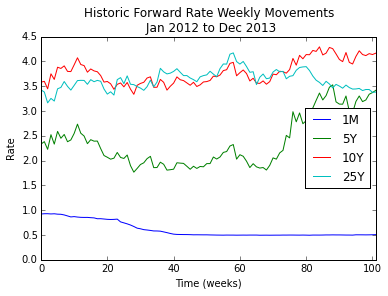 Historic Forward Rate Weekly Movements
Jan 2012 to Dec 2013
4.5
4.0
3.5
3.0
2.5
2.0
1.5
1.0
0.5
0.0
Rate
1M
5Y
10Y
25Y
0
20
40
60
80
100
Time (weeks)